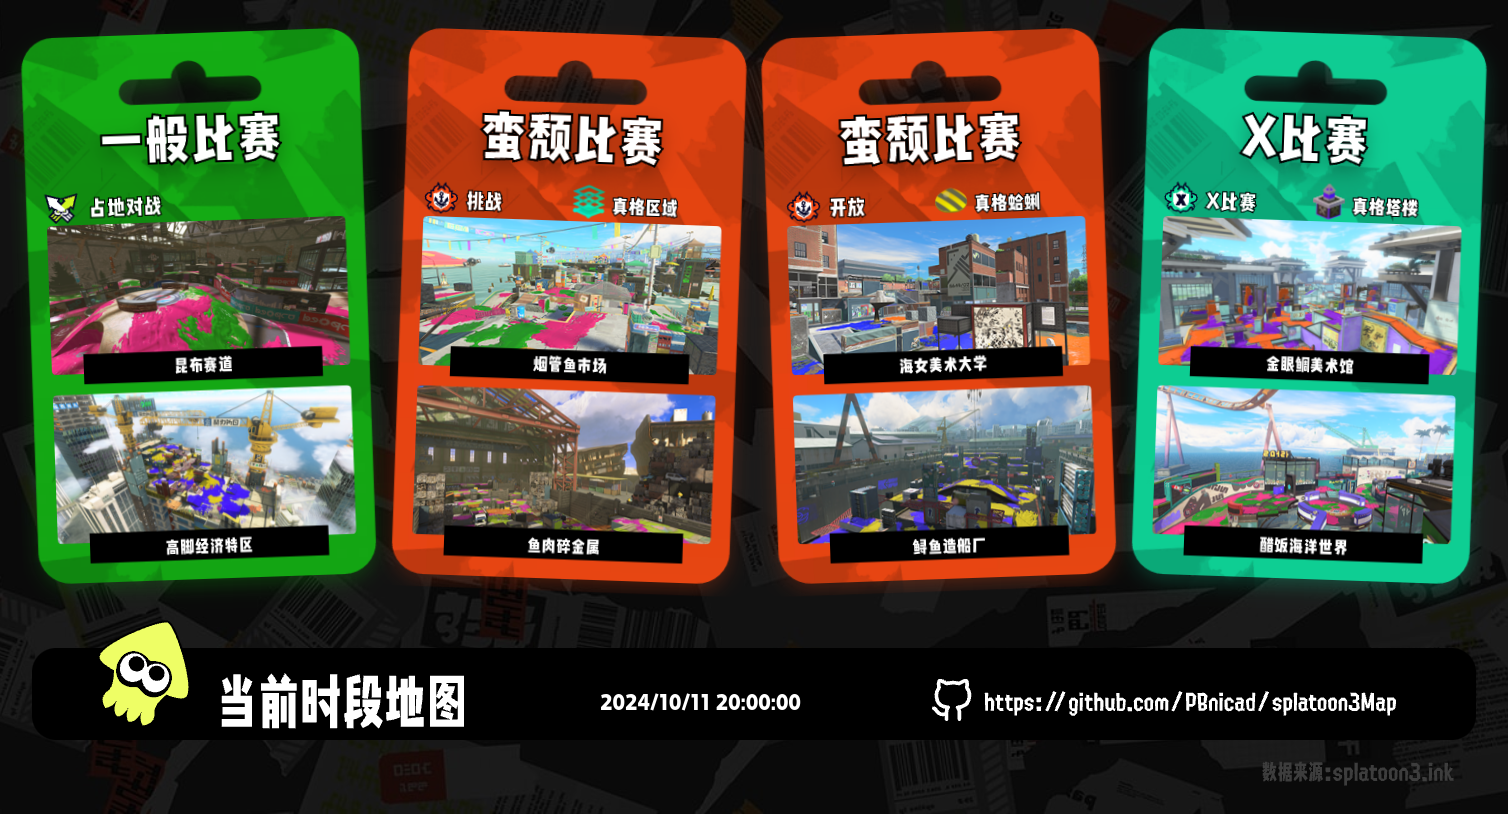 一般比赛
占地对战
昆布赛道
高脚经济特区
蛮颓比赛
挑战
真格区域
烟管鱼市场
鱼肉碎金属
蛮颓比赛
开放
真格蛤蜊
海女美术大学
鲟鱼造船厂
X比赛
X比赛
真格塔楼
金眼鲷美术馆
醋饭海洋世界
当前时段地图
2024/10/11 20:00:00
https://github.com/PBnicad/splatoon3Map
数据来源:splatoon3.ink